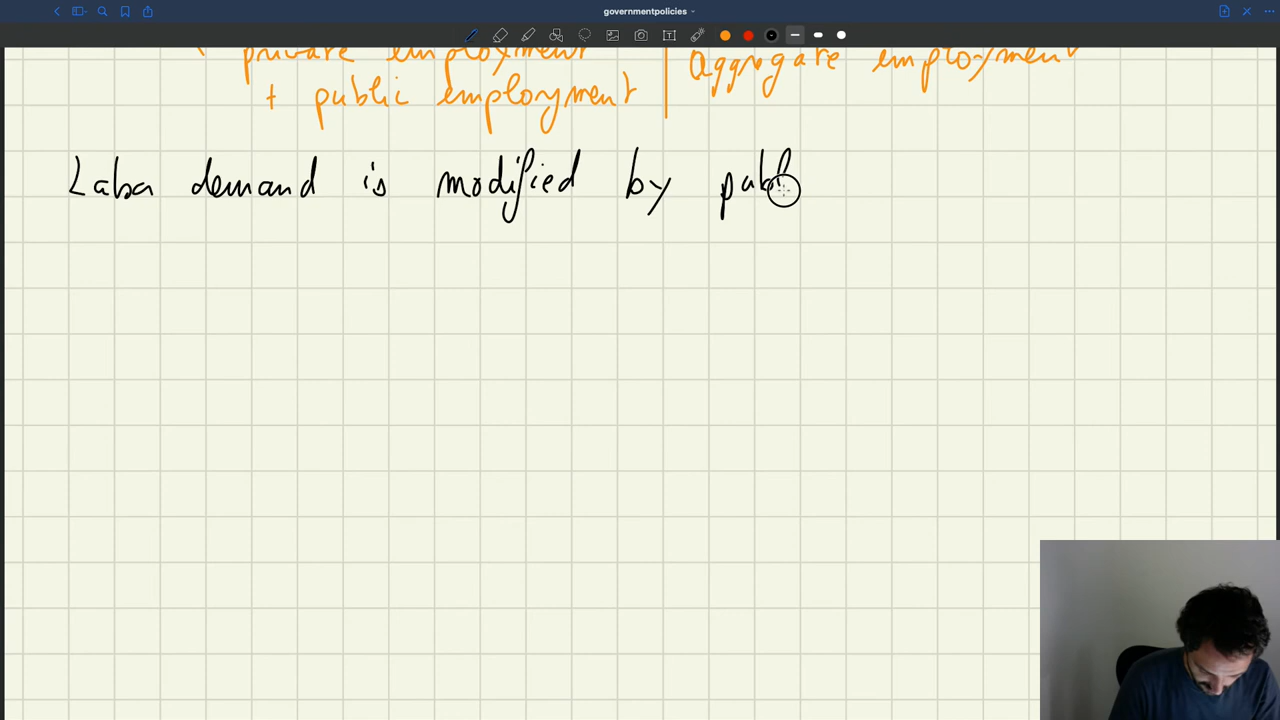 governmentpolicies
private employment
aggregate employment
+ public employment
Labor demand is modified by publ